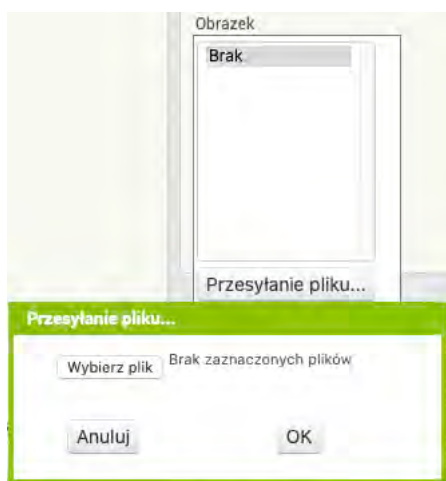 Obrazek
Brak
Przesyłanie pliku...
Przesyłanie pliku...
Wybierz plik Brak zaznaczonych plików
Anuluj OK